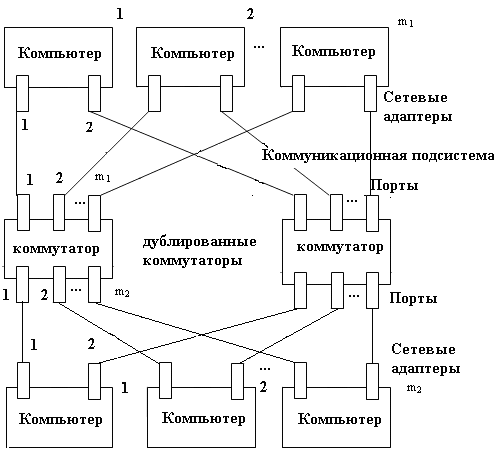 1 2 m1
Компьютер Компьютер ... Компьютер
Сетевые
адаптеры
1 2
Коммуникационная подсистема
1 2 ... m1 ... Порты
коммутатор дублированные коммутатор
коммутаторы
1 2 ... m2 ... Порты
1 2 Сетевые
адаптеры
1 2 ... m2
Компьютер Компьютер Компьютер